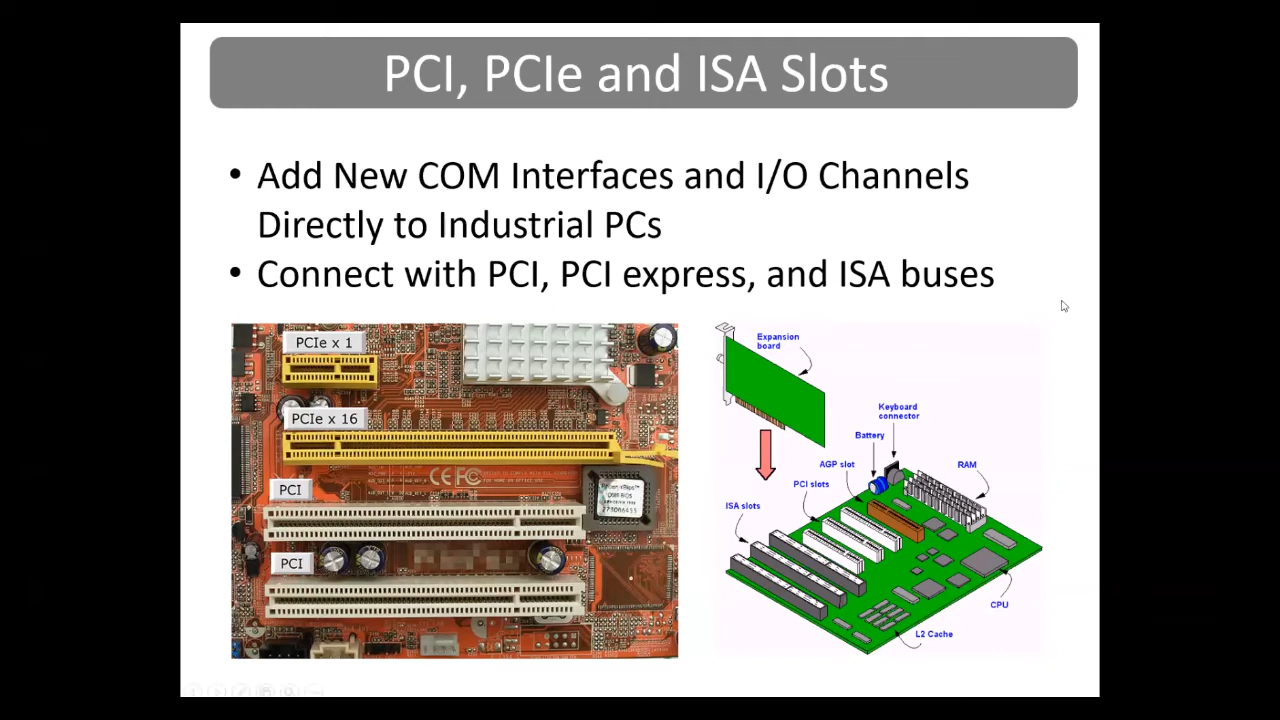 PCI, PCIe and ISA Slots
• Add New COM Interfaces and I/O Channels
Directly to Industrial PCs
• Connect with PCI, PCI express, and ISA buses
PCIe x 1
PCIe x 16
PCI
PCI
Expansion
board
Keyboard
connector
Battery
AGP slot
RAM
PCI slots
ISA slots
CPU
L2 Cache